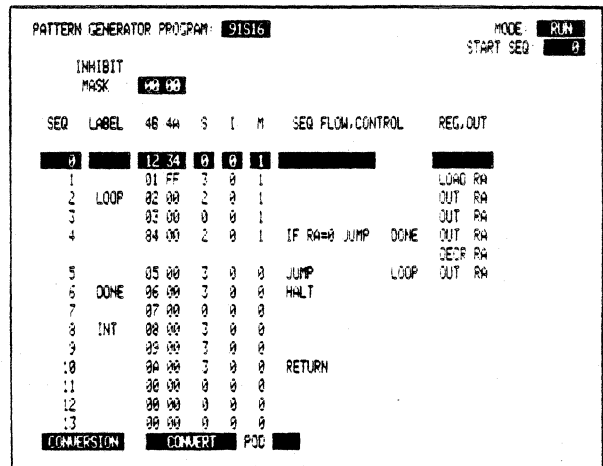 PATTERN GENERATOR PROGRAM: 91S16 MODE: RUN
START SEQ 0
INHIBIT
MASK 00 00
SEQ LABEL 4B 4A S I M SEQ FLOW,CONTROL REG,OUT
0 12 34 0 0 1
1 01 FF 3 0 1 LOAD RA
2 LOOP 02 00 2 0 1 OUT RA
3 03 00 0 0 1 OUT RA
4 04 00 2 0 1 IF RA=0 JUMP DONE OUT RA
DECR RA
5 05 00 3 0 0 JUMP LOOP OUT RA
6 DONE 06 00 3 0 0 HALT
7 07 00 0 0 0
8 INT 08 00 3 0 0
9 09 00 3 0 0
10 0A 00 3 0 0 RETURN
11 00 00 0 0 0
12 00 00 0 0 0
13 00 00 0 0 0
CONVERSION CONVERT POD